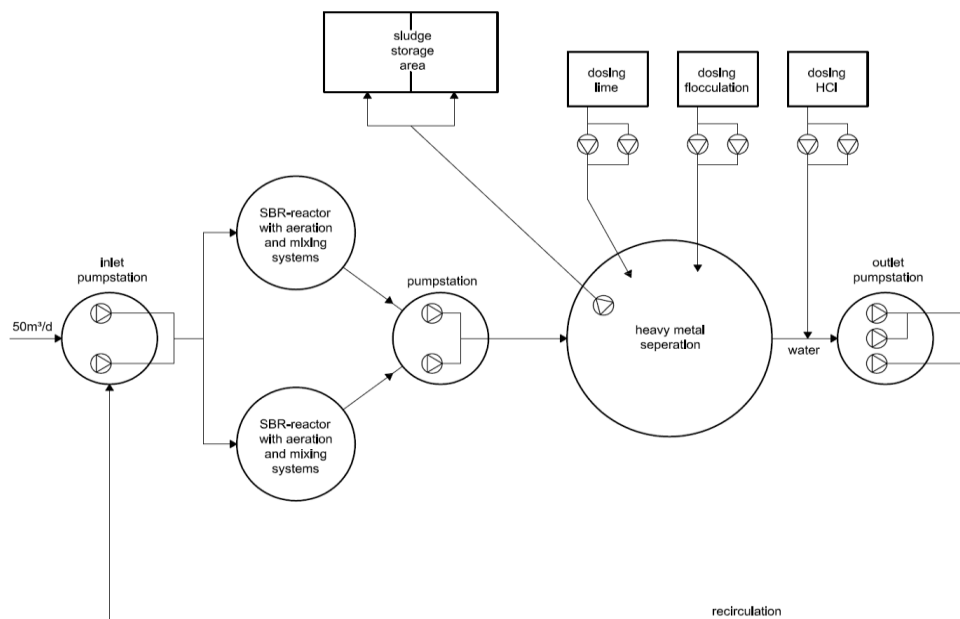 sludge
storage
area
dosing
lime
dosing
flocculation
dosing
HCl
SBR-reactor
with aeration
and mixing
systems
inlet
pumpstation
pumpstation
outlet
pumpstation
50m³/d
heavy metal
seperation
water
SBR-reactor
with aeration
and mixing
systems
recirculation